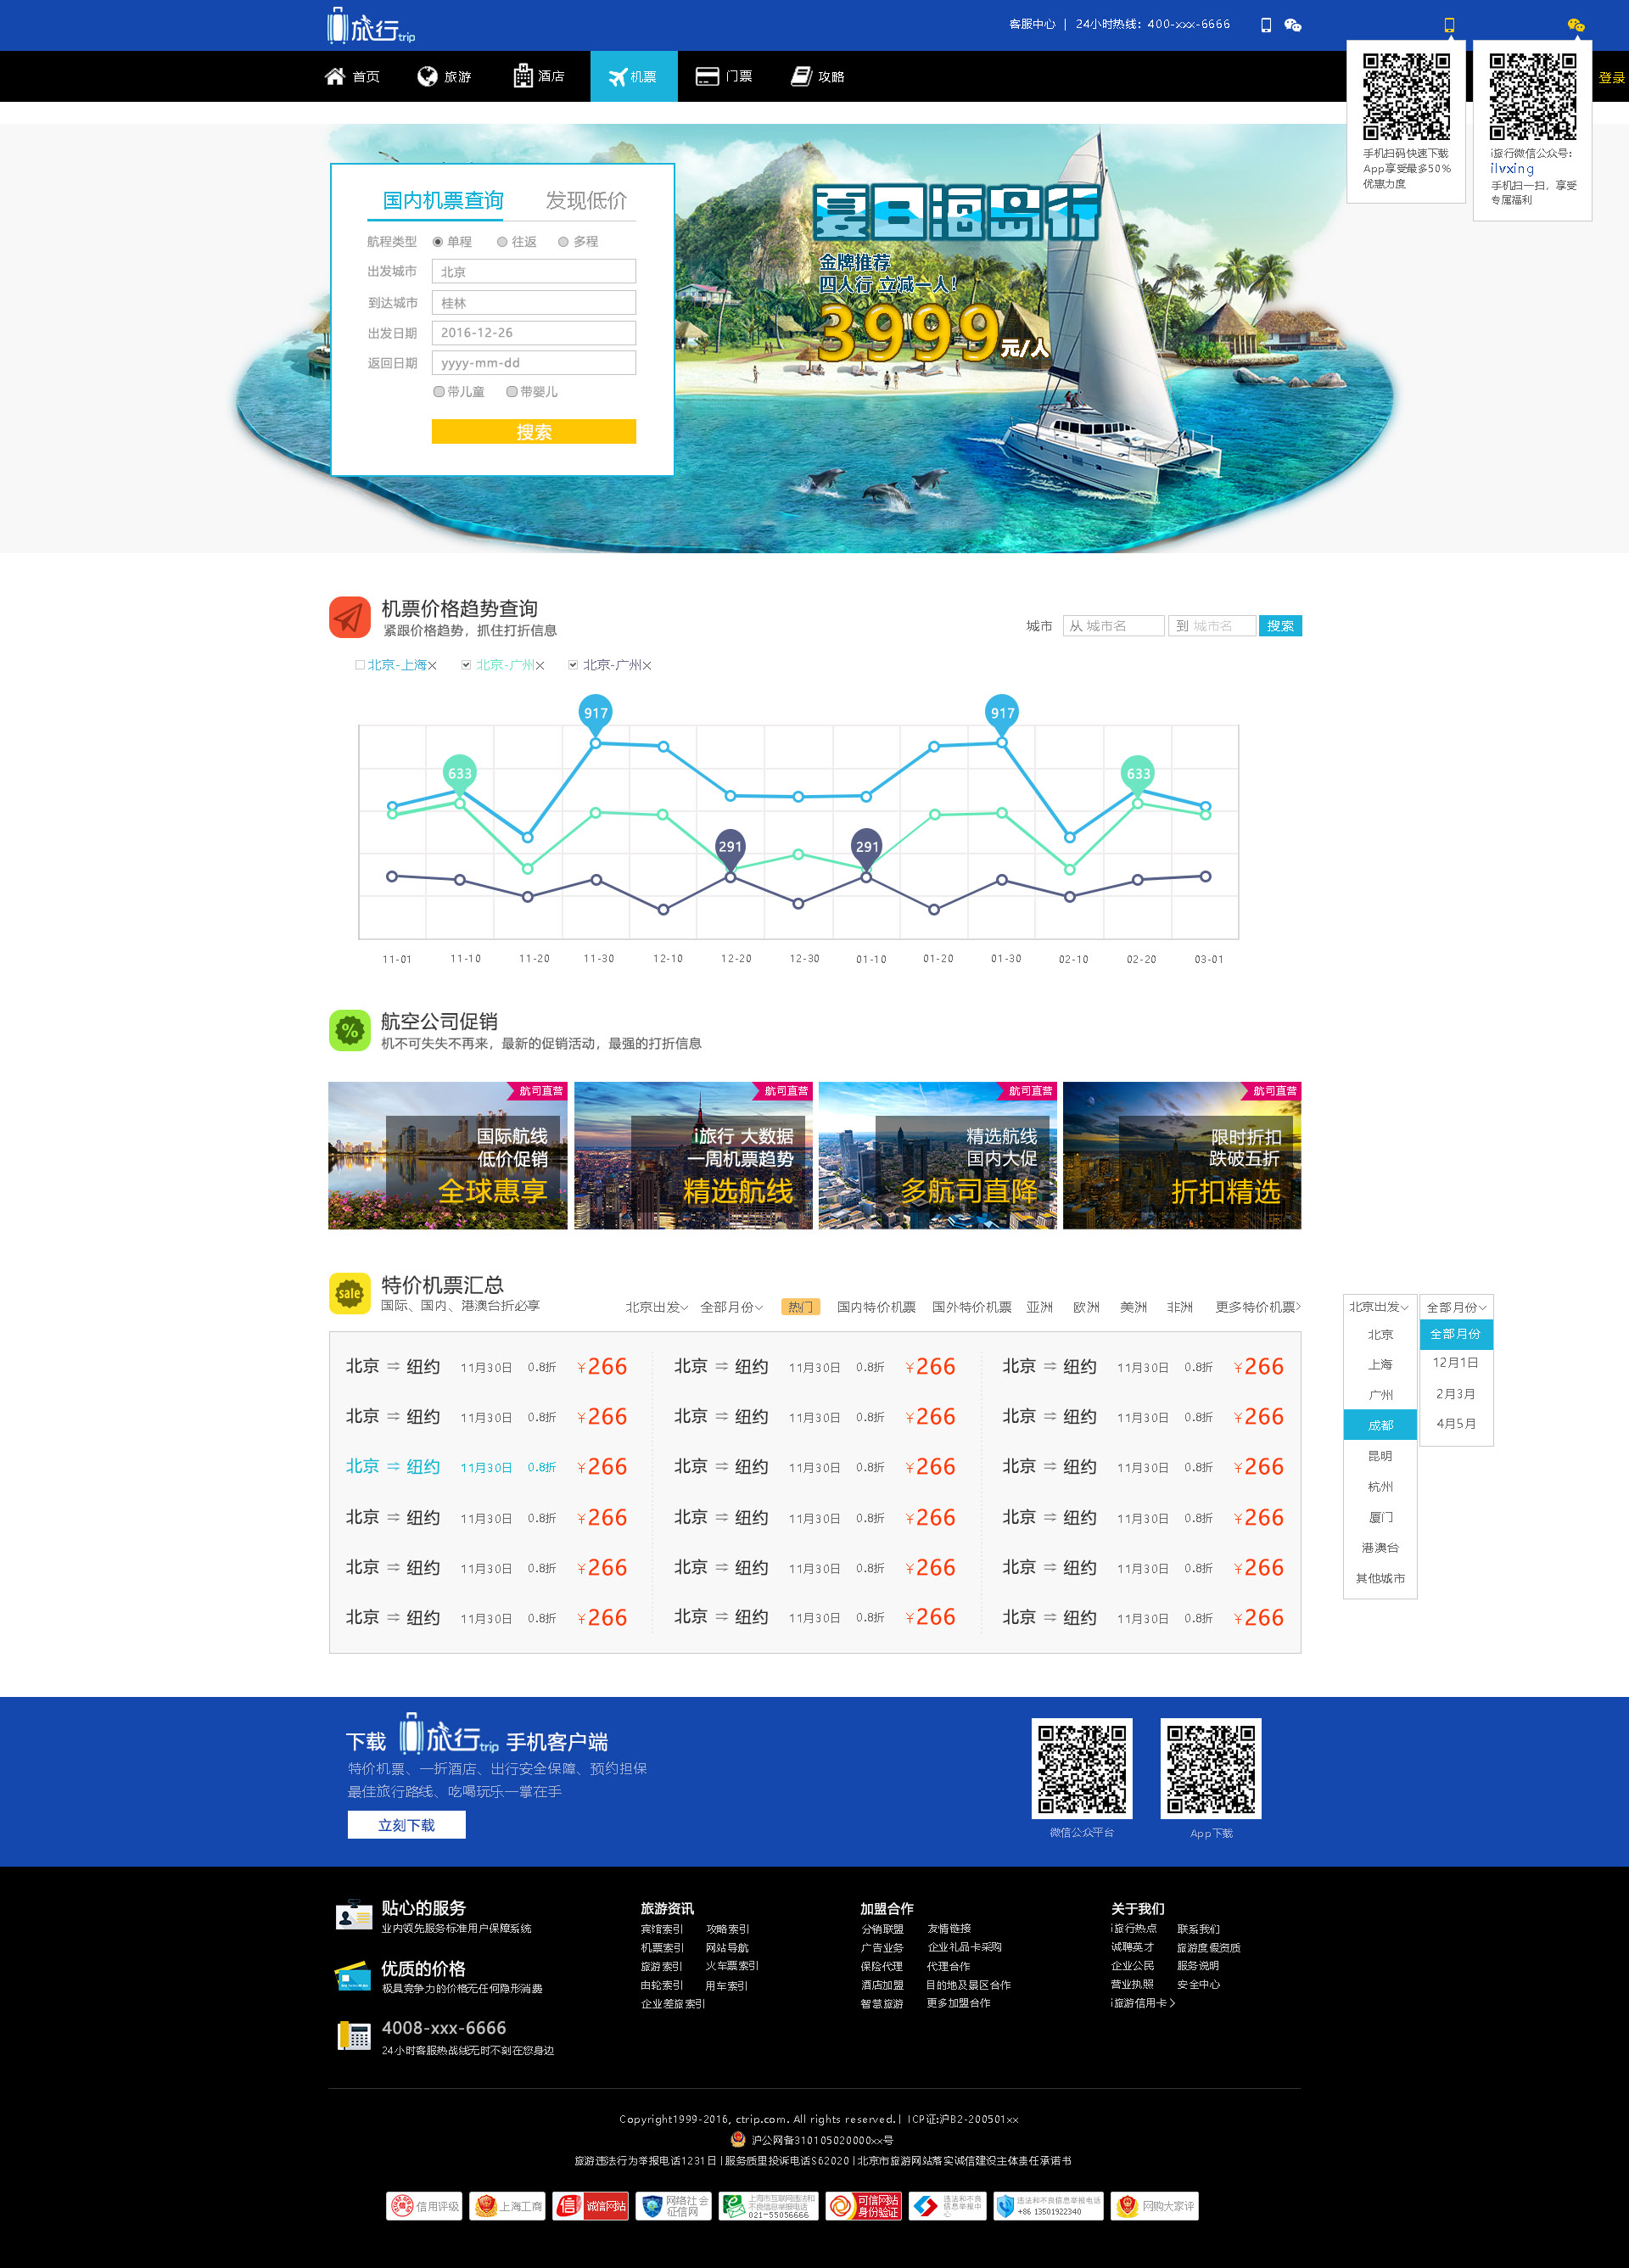 旅行trip
客服中心 | 24小时热线：400-xxx-6666
首页 旅游 酒店 机票 门票 攻略
登录
手机扫码快速下载
App享受最多50%
优惠力度
i旅行微信公众号：
ilvxing
手机扫一扫，享受
专属福利
国内机票查询 发现低价
航程类型 单程 往返 多程
出发城市 北京
到达城市 桂林
出发日期 2016-12-26
返回日期 yyyy-mm-dd
带儿童 带婴儿
搜索
夏日海岛行
金牌推荐
四人行 立减一人！
3999元/人
机票价格趋势查询
紧跟价格趋势，抓住打折信息
城市 从 城市名 到 城市名 搜索
北京-上海× 北京-广州× 北京-广州×
917 917
633 633
291 291
11-01 11-10 11-20 11-30 12-10 12-20 12-30 01-10 01-20 01-30 02-10 02-20 03-01
%
航空公司促销
机不可失失不再来，最新的促销活动，最强的打折信息
航司直营
国际航线
低价促销
全球惠享
航司直营
i旅行 大数据
一周机票趋势
精选航线
航司直营
精选航线
国内大促
多航司直降
航司直营
限时折扣
跌破五折
折扣精选
sale
特价机票汇总
国际、国内、港澳台折必享
北京出发 全部月份 热门 国内特价机票 国外特价机票 亚洲 欧洲 美洲 非洲 更多特价机票>
北京 ⇒ 纽约 11月30日 0.8折 ¥266 北京 ⇒ 纽约 11月30日 0.8折 ¥266 北京 ⇒ 纽约 11月30日 0.8折 ¥266
北京 ⇒ 纽约 11月30日 0.8折 ¥266 北京 ⇒ 纽约 11月30日 0.8折 ¥266 北京 ⇒ 纽约 11月30日 0.8折 ¥266
北京 ⇒ 纽约 11月30日 0.8折 ¥266 北京 ⇒ 纽约 11月30日 0.8折 ¥266 北京 ⇒ 纽约 11月30日 0.8折 ¥266
北京 ⇒ 纽约 11月30日 0.8折 ¥266 北京 ⇒ 纽约 11月30日 0.8折 ¥266 北京 ⇒ 纽约 11月30日 0.8折 ¥266
北京 ⇒ 纽约 11月30日 0.8折 ¥266 北京 ⇒ 纽约 11月30日 0.8折 ¥266 北京 ⇒ 纽约 11月30日 0.8折 ¥266
北京 ⇒ 纽约 11月30日 0.8折 ¥266 北京 ⇒ 纽约 11月30日 0.8折 ¥266 北京 ⇒ 纽约 11月30日 0.8折 ¥266
北京出发
北京
上海
广州
成都
昆明
杭州
厦门
港澳台
其他城市
全部月份
全部月份
12月1日
2月3月
4月5月
下载 旅行trip 手机客户端
特价机票、一折酒店、出行安全保障、预约担保
最佳旅行路线、吃喝玩乐一掌在手
立刻下载
微信公众平台 App下载
贴心的服务
业内领先服务标准用户保障系统
优质的价格
极具竞争力的价格无任何隐形消费
4008-xxx-6666
24小时客服热战线无时不刻在您身边
旅游资讯
宾馆索引 攻略索引
机票索引 网站导航
旅游索引 火车票索引
由轮索引 用车索引
企业差旅索引
加盟合作
分销联盟 友情链接
广告业务 企业礼品卡采购
保险代理 代理合作
酒店加盟 目的地及景区合作
智慧旅游 更多加盟合作
关于我们
i旅行热点 联系我们
诚聘英才 旅游度假资质
企业公民 服务说明
营业执照 安全中心
i旅游信用卡 >
Copyright1999-2016, ctrip.com. All rights reserved. | ICP证:沪B2-200501xx
沪公网备310105020000xx号
旅游违法行为举报电话1231日 | 服务质里投诉电话S62020 | 北京市旅游网站落实诚信建设主体责任承诺书
信用评级
上海工商
诚信网站
网络社会
征信网
上海市互联网违法和
不良信息举报电话
021-55056666
可信网站
身份验证
违法和不良
信息举报中
心
违法和不良信息举报电话
+86 13501922340
网购大家评